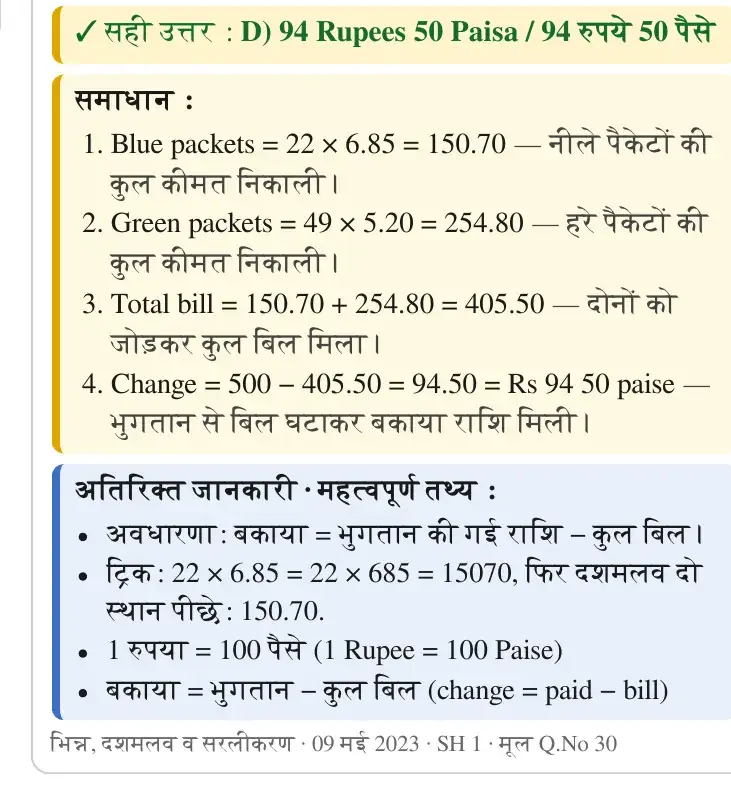 ✓ सही उत्तर : D) 94 Rupees 50 Paisa / 94 रुपये 50 पैसे
समाधान :
1. Blue packets = 22 × 6.85 = 150.70 — नीले पैकेटों की
कुल कीमत निकाली।
2. Green packets = 49 × 5.20 = 254.80 — हरे पैकेटों की
कुल कीमत निकाली।
3. Total bill = 150.70 + 254.80 = 405.50 — दोनों को
जोड़कर कुल बिल मिला।
4. Change = 500 − 405.50 = 94.50 = Rs 94 50 paise —
भुगतान से बिल घटाकर बकाया राशि मिली।
अतिरिक्त जानकारी · महत्वपूर्ण तथ्य :
• अवधारणा : बकाया = भुगतान की गई राशि − कुल बिल।
• ट्रिक : 22 × 6.85 = 22 × 685 = 15070, फिर दशमलव दो
स्थान पीछे : 150.70.
• 1 रुपया = 100 पैसे (1 Rupee = 100 Paise)
• बकाया = भुगतान − कुल बिल (change = paid − bill)
भिन्न, दशमलव व सरलीकरण · 09 मई 2023 · SH 1 · मूल Q.No 30